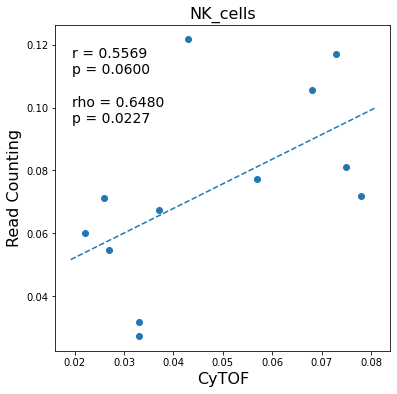 NK_cells
r = 0.5569
p = 0.0600
rho = 0.6480
p = 0.0227
Read Counting
0.12
0.10
0.08
0.06
0.04
0.02 0.03 0.04 0.05 0.06 0.07 0.08
CyTOF